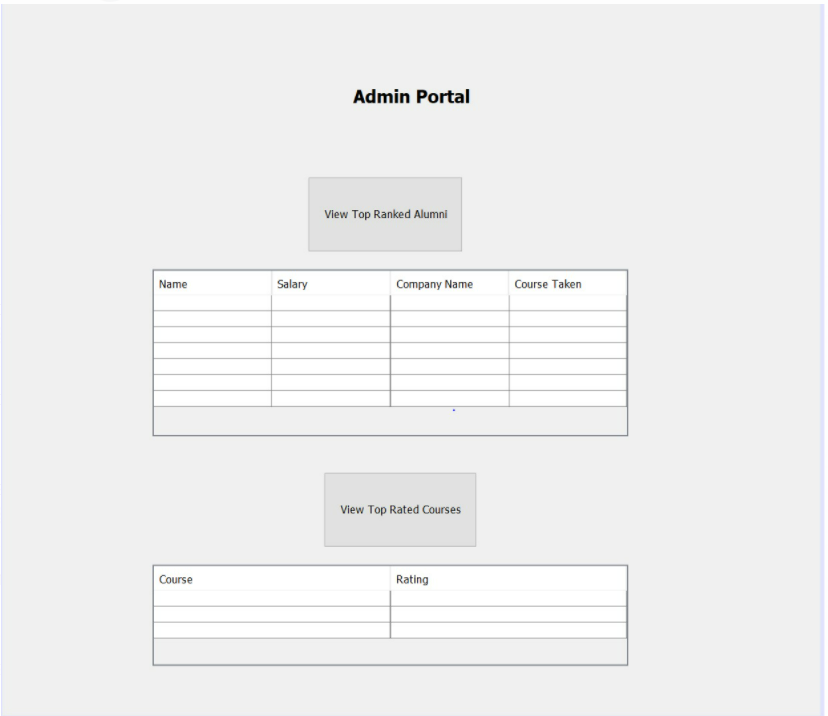 Admin Portal
View Top Ranked Alumni
Name Salary Company Name Course Taken
View Top Rated Courses
Course Rating